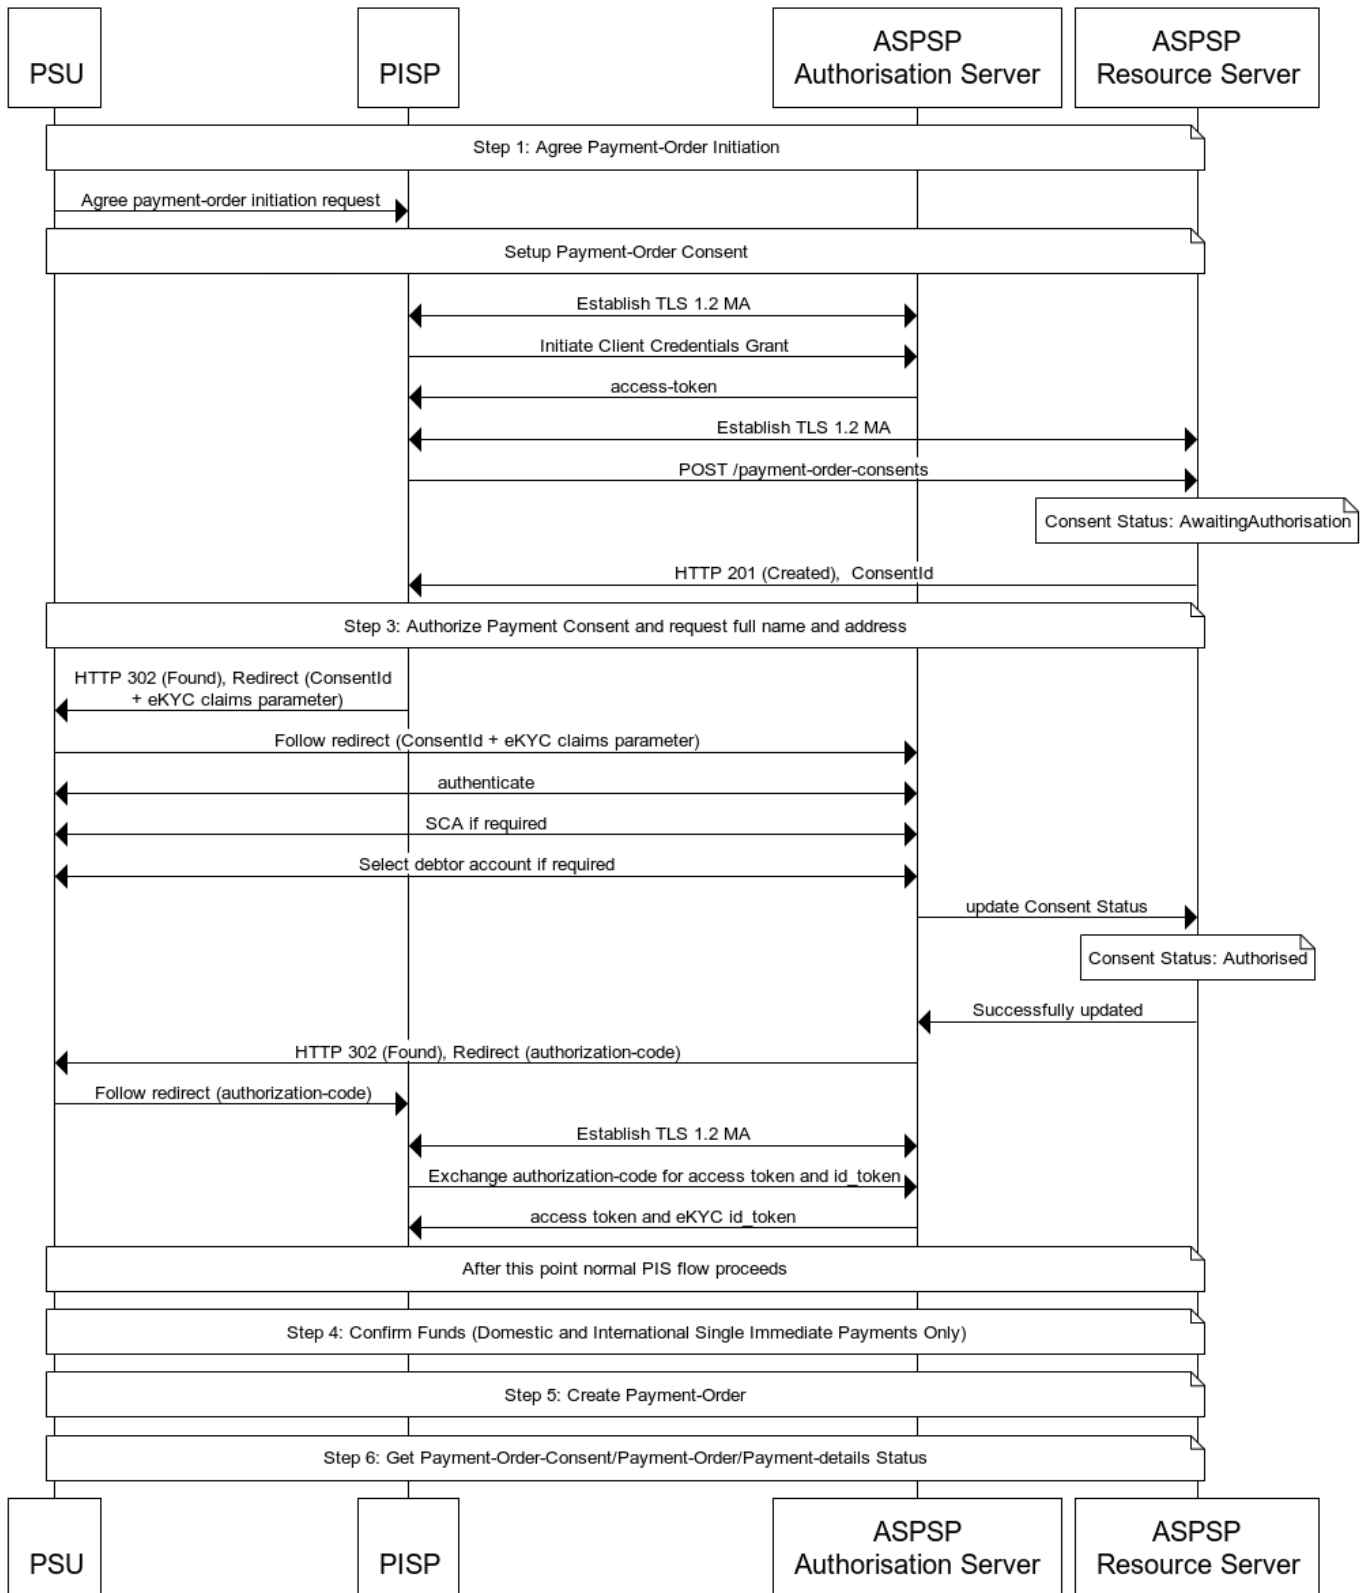 PSU
PISP
ASPSP
Authorisation Server
ASPSP
Resource Server
Step 1: Agree Payment-Order Initiation
Agree payment-order initiation request
Setup Payment-Order Consent
Establish TLS 1.2 MA
Initiate Client Credentials Grant
access-token
Establish TLS 1.2 MA
POST /payment-order-consents
Consent Status: AwaitingAuthorisation
HTTP 201 (Created), ConsentId
Step 3: Authorize Payment Consent and request full name and address
HTTP 302 (Found), Redirect (ConsentId
+ eKYC claims parameter)
Follow redirect (ConsentId + eKYC claims parameter)
authenticate
SCA if required
Select debtor account if required
update Consent Status
Consent Status: Authorised
Successfully updated
HTTP 302 (Found), Redirect (authorization-code)
Follow redirect (authorization-code)
Establish TLS 1.2 MA
Exchange authorization-code for access token and id_token
access token and eKYC id_token
After this point normal PIS flow proceeds
Step 4: Confirm Funds (Domestic and International Single Immediate Payments Only)
Step 5: Create Payment-Order
Step 6: Get Payment-Order-Consent/Payment-Order/Payment-details Status
PSU
PISP
ASPSP
Authorisation Server
ASPSP
Resource Server